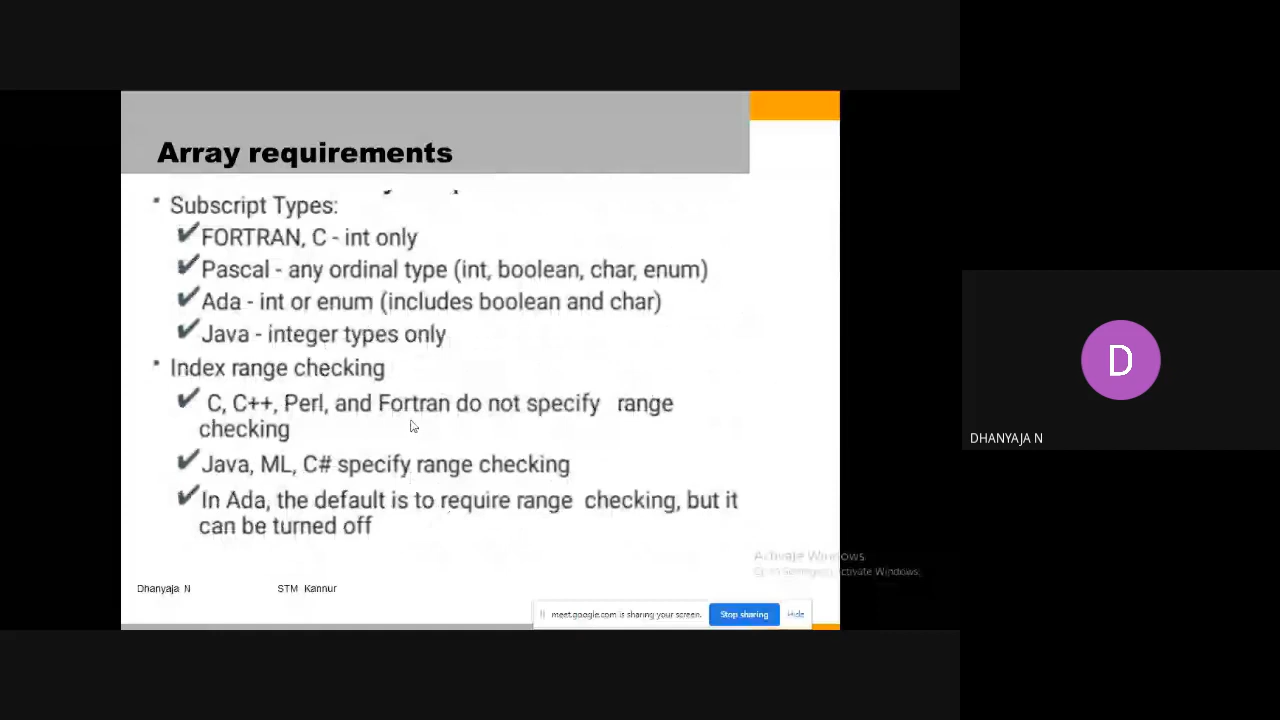 Array requirements
Subscript Types:
FORTRAN, C - int only
Pascal - any ordinal type (int, boolean, char, enum)
Ada - int or enum (includes boolean and char)
Java - integer types only
Index range checking
C, C++, Perl, and Fortran do not specify range
checking
Java, ML, C# specify range checking
In Ada, the default is to require range checking, but it
can be turned off
Dhanyaja N STM Kannur
Activate Windows
Activate Windows.
meet.google.com is sharing your screen. Stop sharing Hide
D
DHANYAJA N